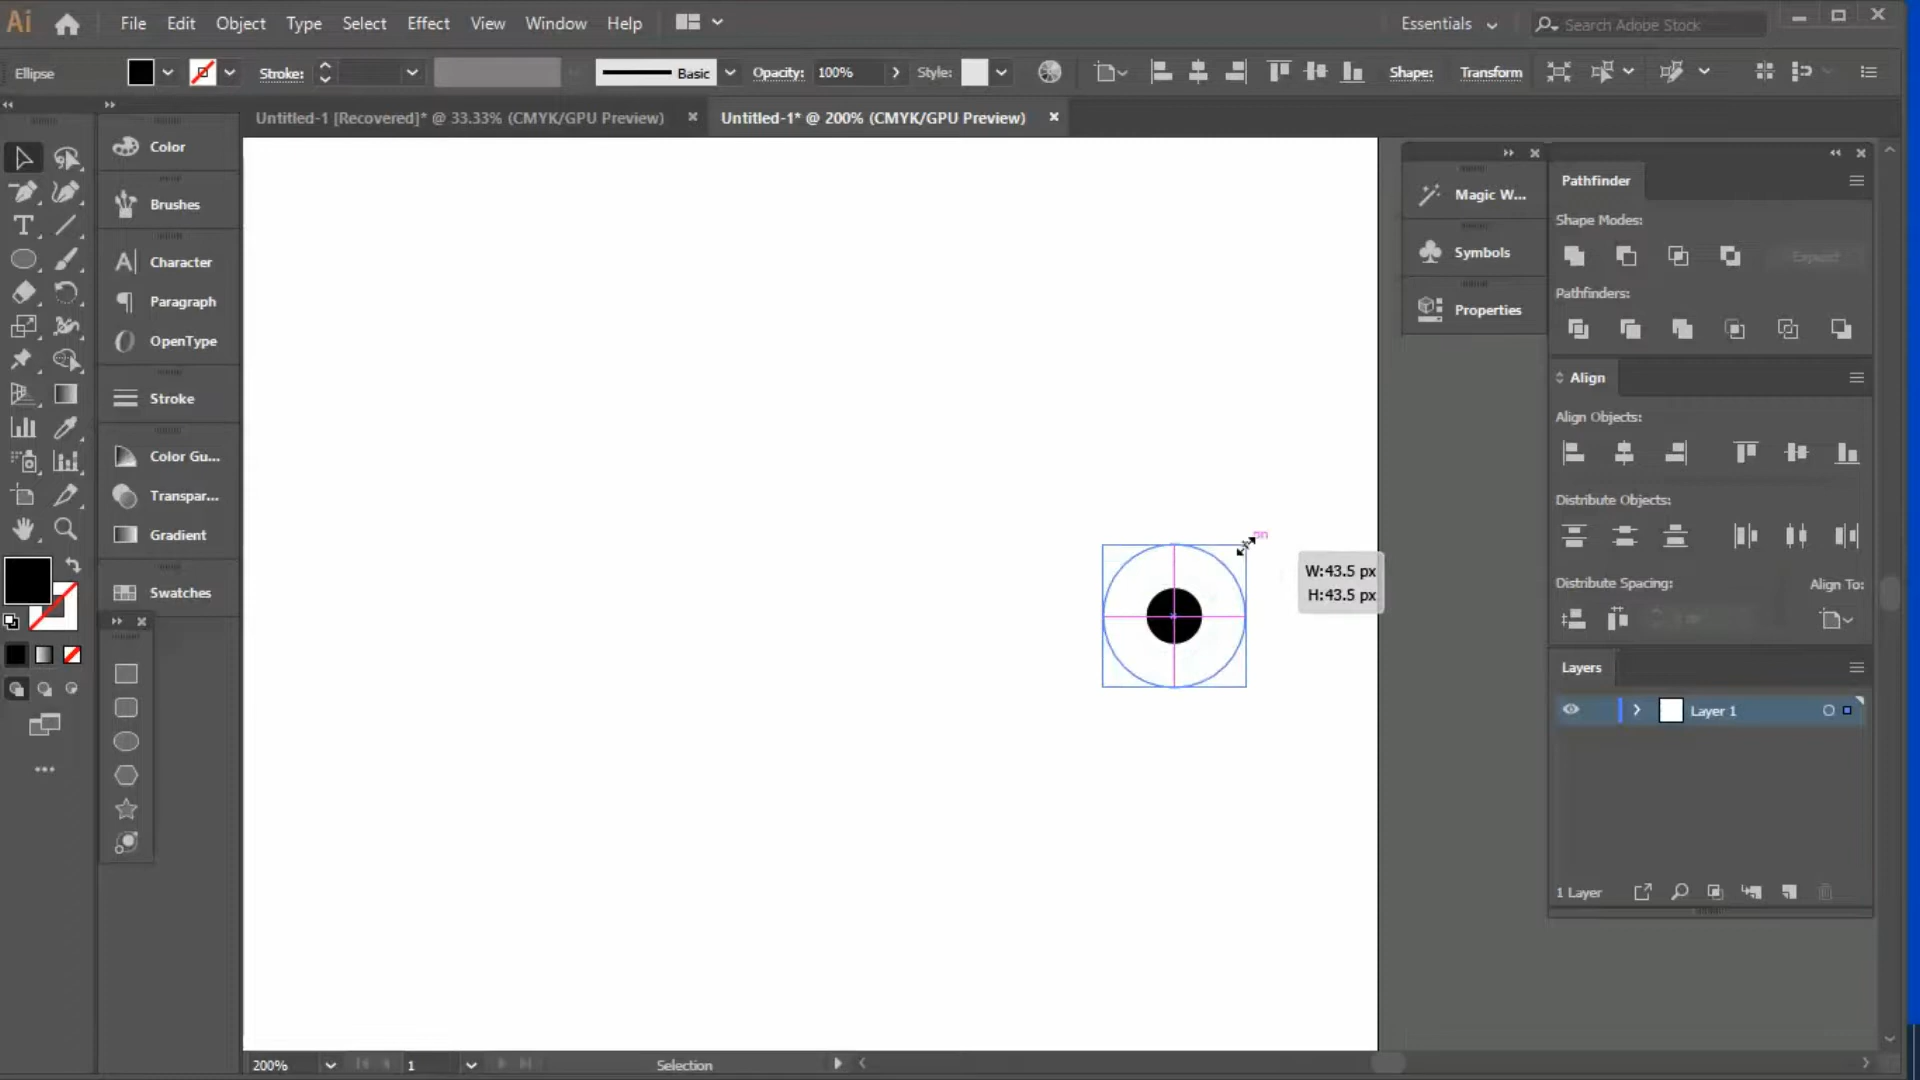 Ai File Edit Object Type Select Effect View Window Help Essentials Search Adobe Stock
Ellipse Stroke: Basic Opacity: 100% Style: Shape: Transform
Untitled-1 [Recovered]* @ 33.33% (CMYK/GPU Preview) Untitled-1* @ 200% (CMYK/GPU Preview)
Color
Brushes
Character
Paragraph
OpenType
Stroke
Color Gu...
Transpar...
Gradient
Swatches
W:43.5 px
H:43.5 px
Magic W...
Symbols
Properties
Pathfinder
Shape Modes:
Expand
Pathfinders:
Align
Align Objects:
Distribute Objects:
Distribute Spacing: Align To:
Layers
Layer 1
1 Layer
200% 1 Selection